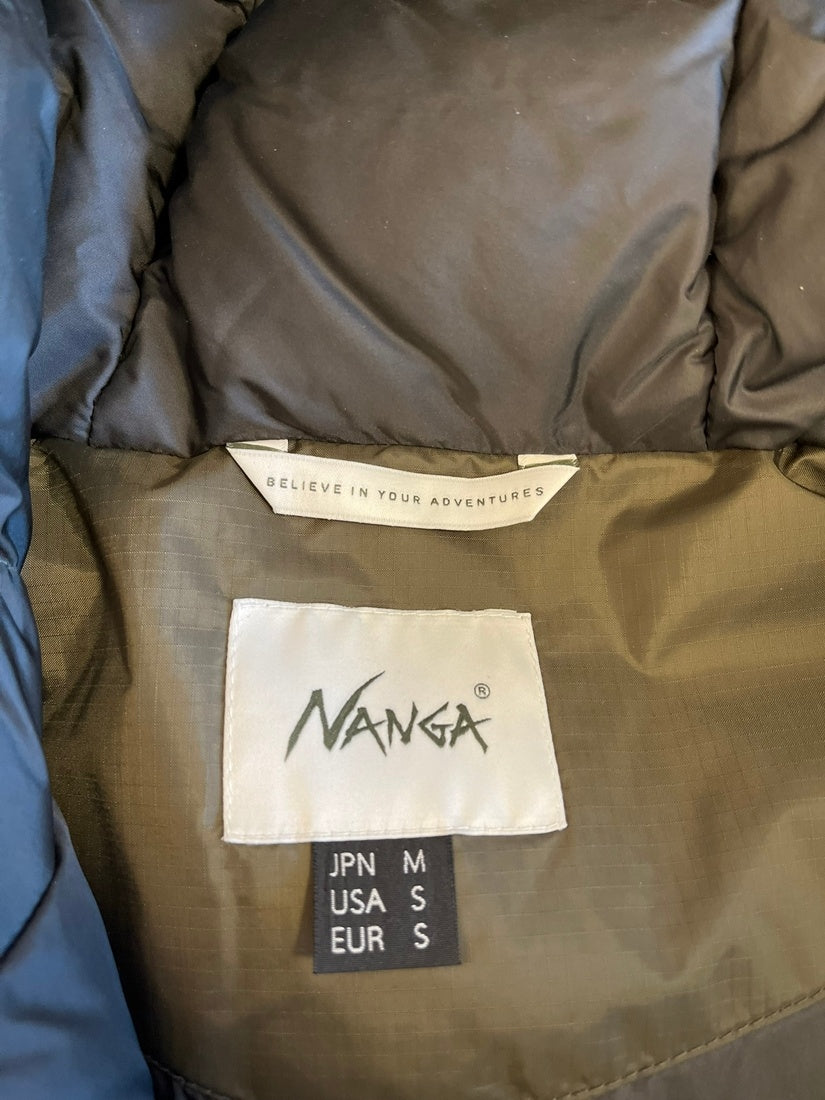 BELIEVE IN YOUR ADVENTURES
NANGA®
JPN M
USA S
EUR S